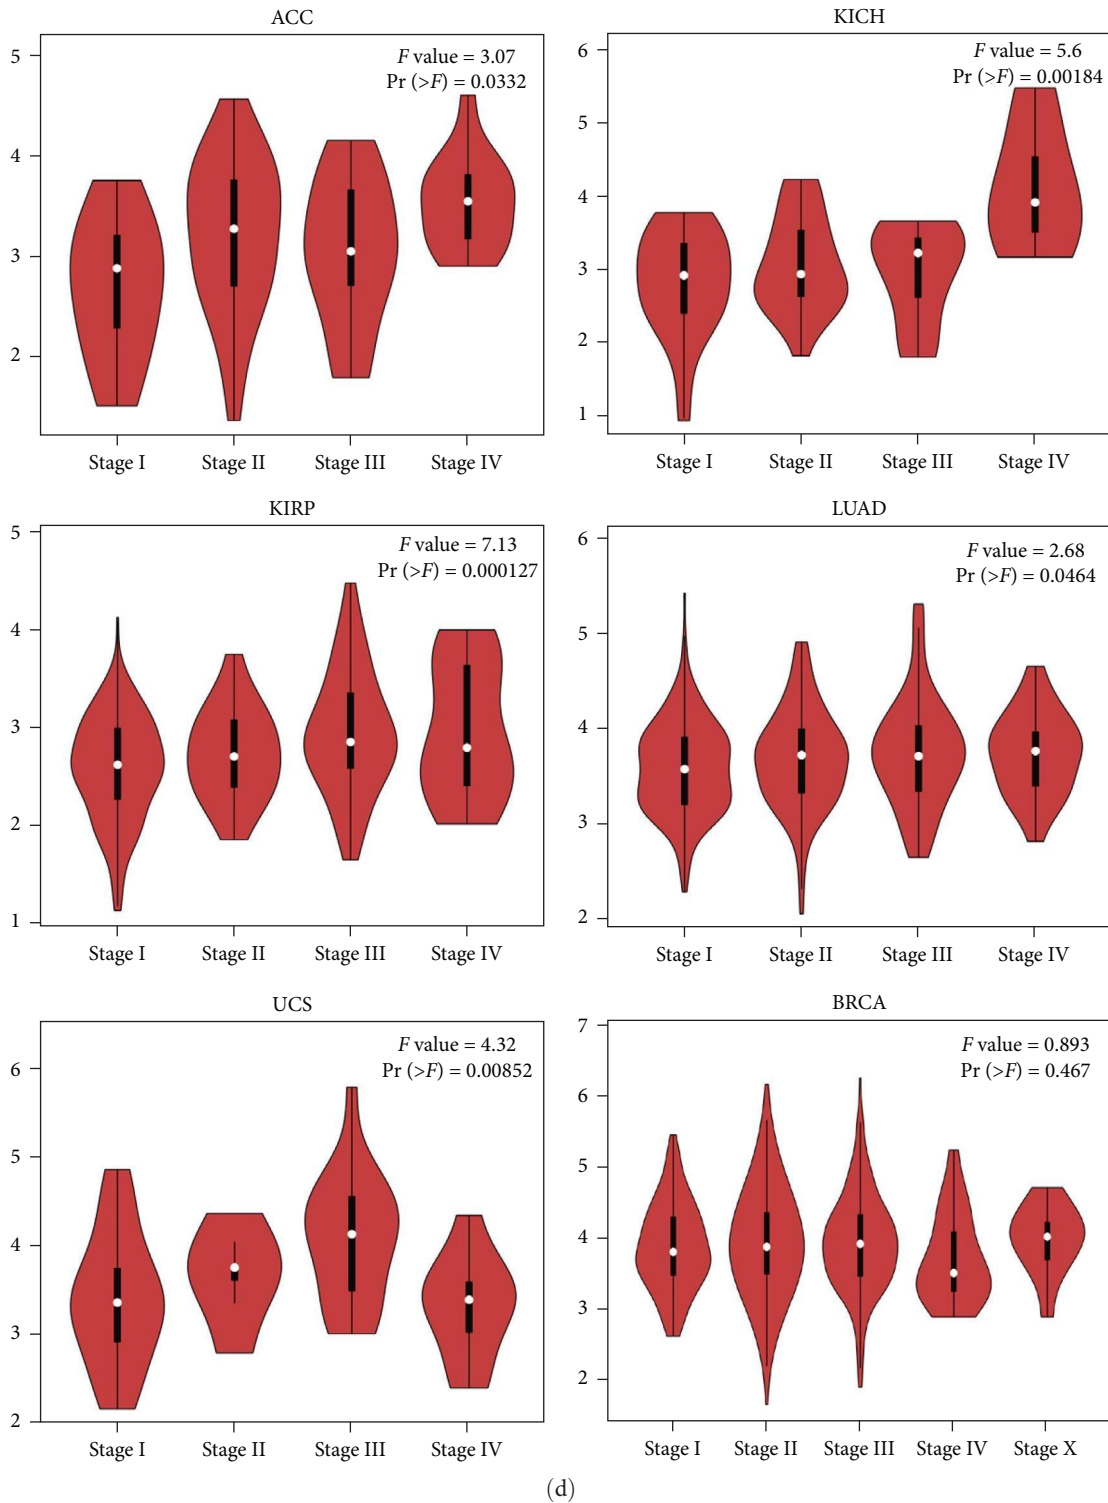 ACC
F value = 3.07
Pr (>F) = 0.0332
5
4
3
2
Stage I Stage II Stage III Stage IV
KICH
F value = 5.6
Pr (>F) = 0.00184
6
5
4
3
2
1
Stage I Stage II Stage III Stage IV
KIRP
F value = 7.13
Pr (>F) = 0.000127
5
4
3
2
1
Stage I Stage II Stage III Stage IV
LUAD
F value = 2.68
Pr (>F) = 0.0464
6
5
4
3
2
Stage I Stage II Stage III Stage IV
UCS
F value = 4.32
Pr (>F) = 0.00852
6
5
4
3
2
Stage I Stage II Stage III Stage IV
BRCA
F value = 0.893
Pr (>F) = 0.467
7
6
5
4
3
2
Stage I Stage II Stage III Stage IV Stage X
(d)